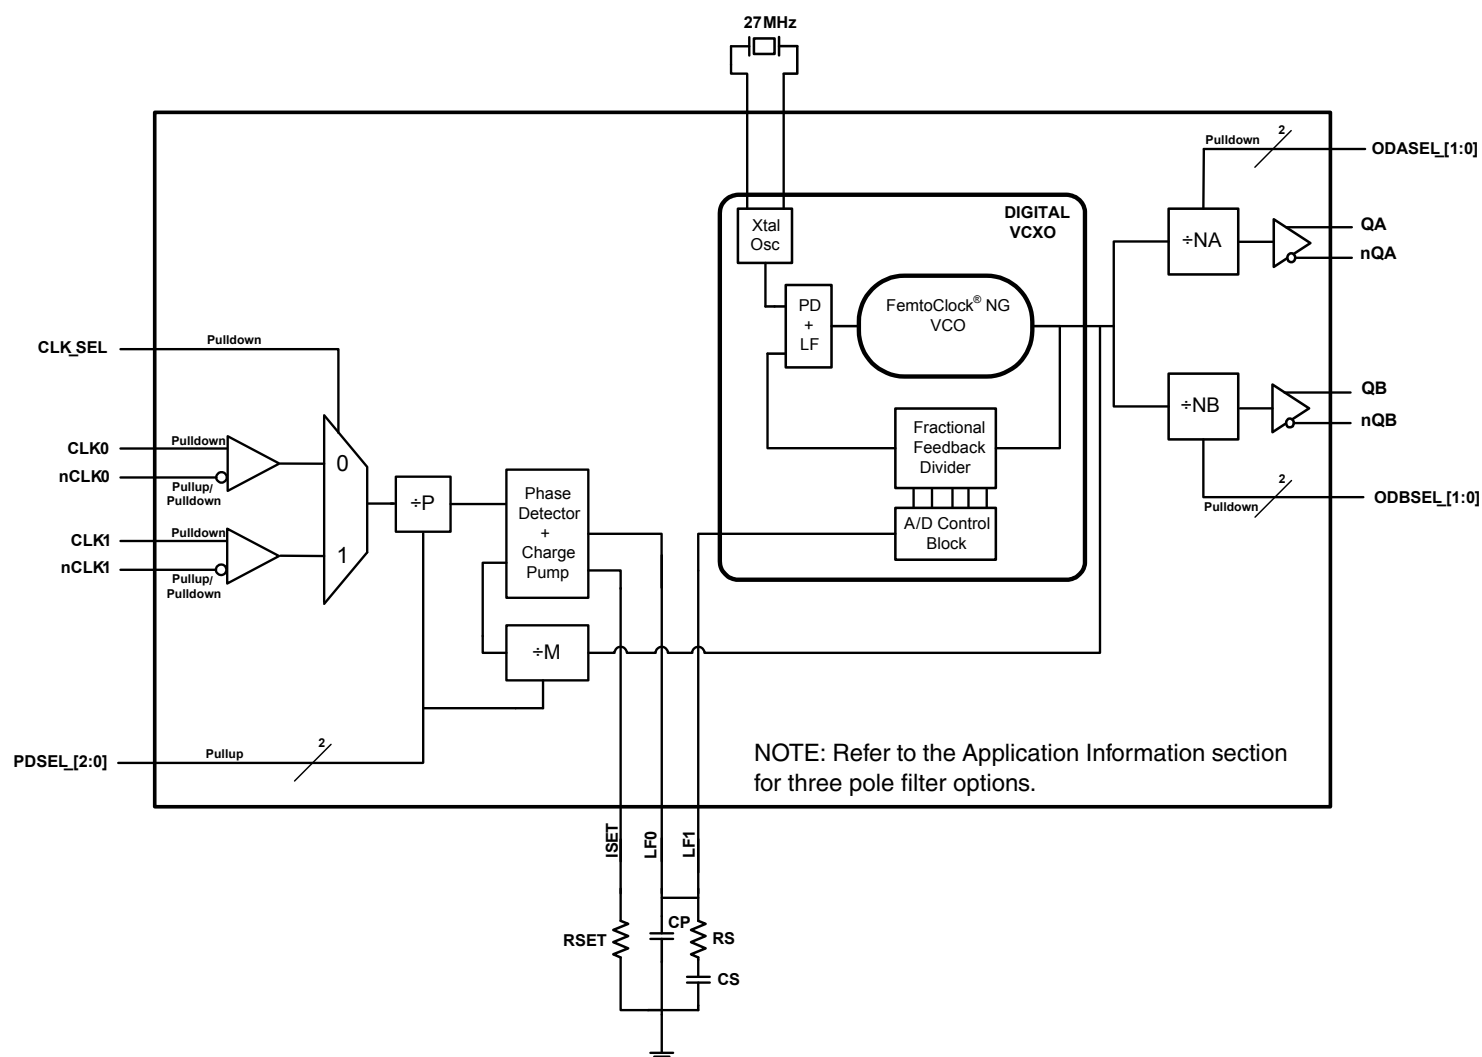 27MHz
Pulldown
2
ODASEL_[1:0]
DIGITAL
VCXO
Xtal
Osc
÷NA
QA
nQA
PD
+
LF
FemtoClock® NG
VCO
CLK_SEL
Pulldown
÷NB
QB
nQB
Fractional
Feedback
Divider
CLK0
Pulldown
nCLK0
Pullup/
Pulldown
0
÷P
Phase
Detector
+
Charge
Pump
Pulldown
2
ODBSEL_[1:0]
A/D Control
Block
CLK1
Pulldown
nCLK1
Pullup/
Pulldown
1
÷M
PDSEL_[2:0]
Pullup
2
NOTE: Refer to the Application Information section
for three pole filter options.
ISET
LF0
LF1
RSET
CP
RS
CS